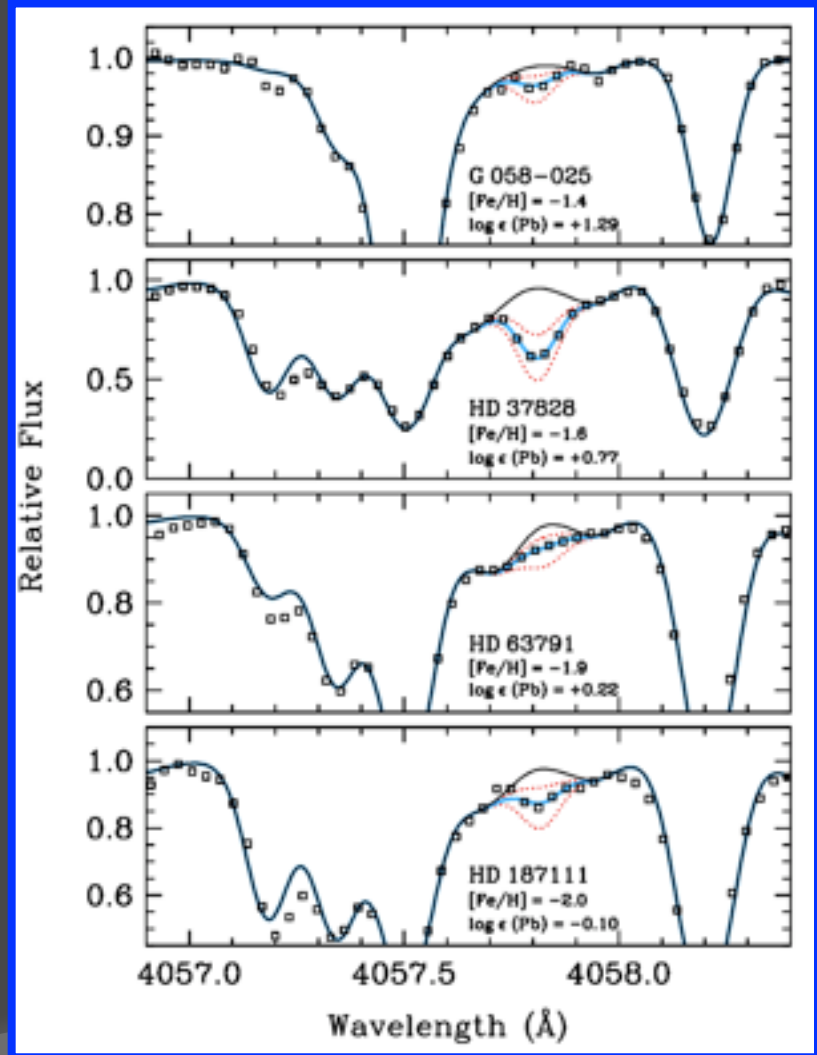 1.0
0.9
0.8
G 058-025
[Fe/H] = -1.4
log ϵ (Pb) = +1.29
1.0
0.5
0.0
HD 37828
[Fe/H] = -1.6
log ϵ (Pb) = +0.77
1.0
0.8
0.6
HD 63791
[Fe/H] = -1.9
log ϵ (Pb) = +0.22
1.0
0.8
0.6
HD 187111
[Fe/H] = -2.0
log ϵ (Pb) = -0.10
Relative Flux
4057.0 4057.5 4058.0
Wavelength (Å)